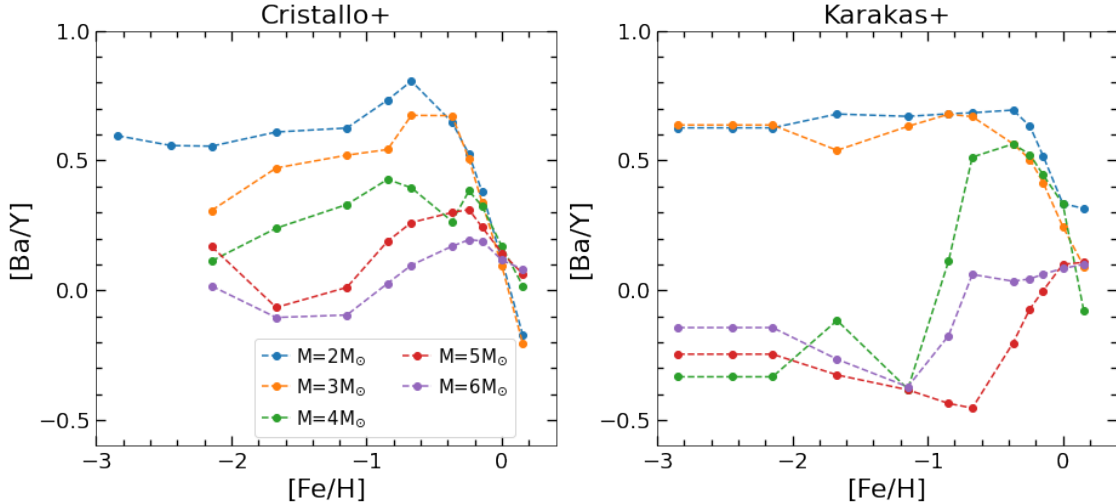 Cristallo+
1.0
0.5
0.0
−0.5
−3
−2
−1
0
[Ba/Y]
[Fe/H]
M=2M⊙
M=3M⊙
M=4M⊙
M=5M⊙
M=6M⊙
Karakas+
1.0
0.5
0.0
−0.5
−3
−2
−1
0
[Ba/Y]
[Fe/H]